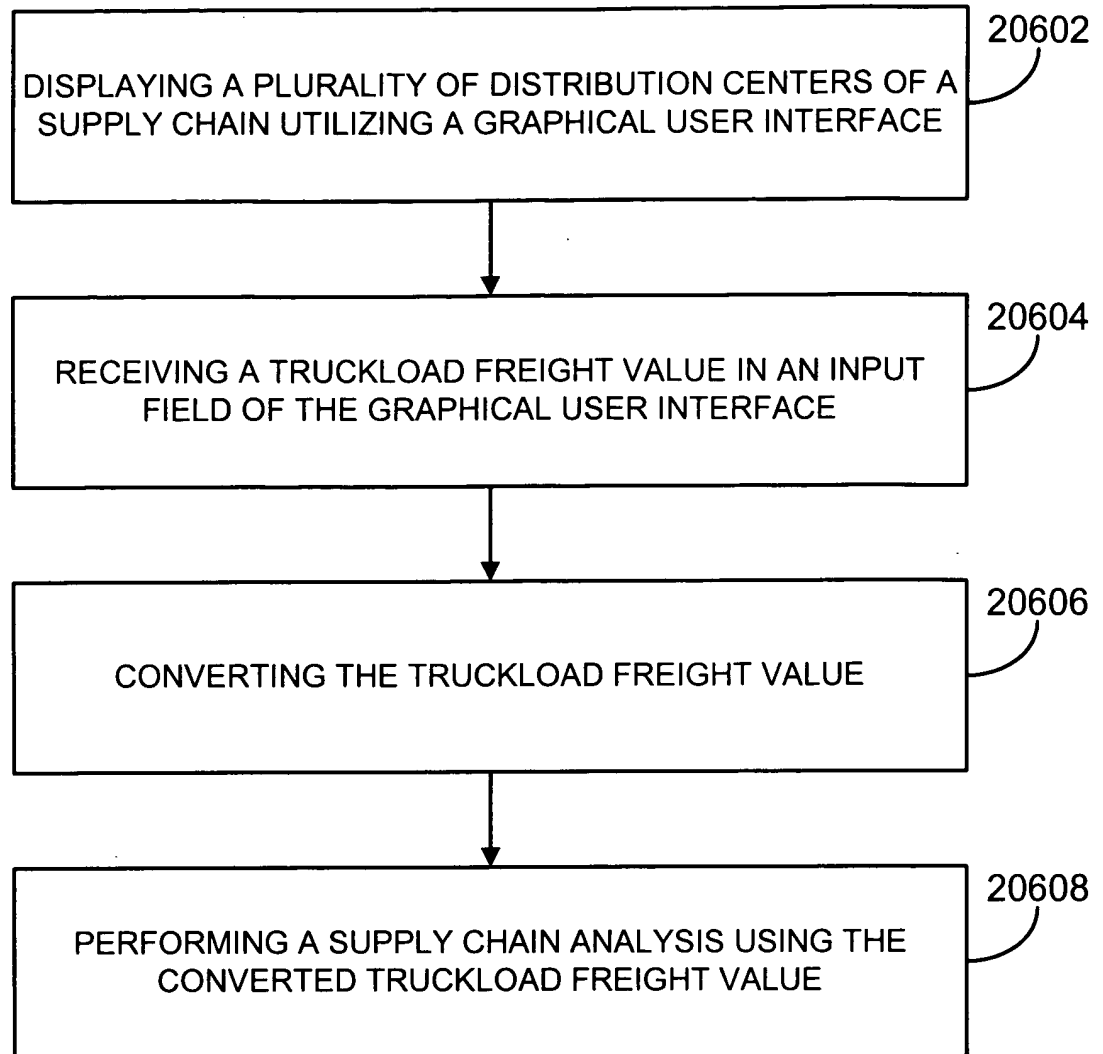 20602
DISPLAYING A PLURALITY OF DISTRIBUTION CENTERS OF A
SUPPLY CHAIN UTILIZING A GRAPHICAL USER INTERFACE
20604
RECEIVING A TRUCKLOAD FREIGHT VALUE IN AN INPUT
FIELD OF THE GRAPHICAL USER INTERFACE
20606
CONVERTING THE TRUCKLOAD FREIGHT VALUE
20608
PERFORMING A SUPPLY CHAIN ANALYSIS USING THE
CONVERTED TRUCKLOAD FREIGHT VALUE